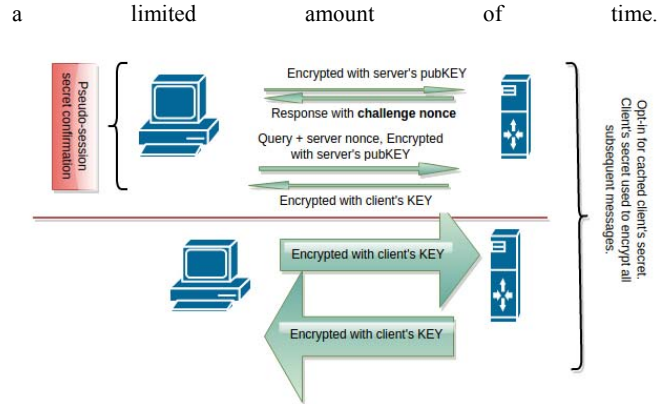 a limited amount of time.
Pseudo-session
secret confirmation
Encrypted with server's pubKEY
Response with challenge nonce
Query + server nonce, Encrypted
with server's pubKEY
Encrypted with client's KEY
Encrypted with client's KEY
Encrypted with client's KEY
Opt-in for cached client's secret.
Client's secret used to encrypt all
subsequent messages.